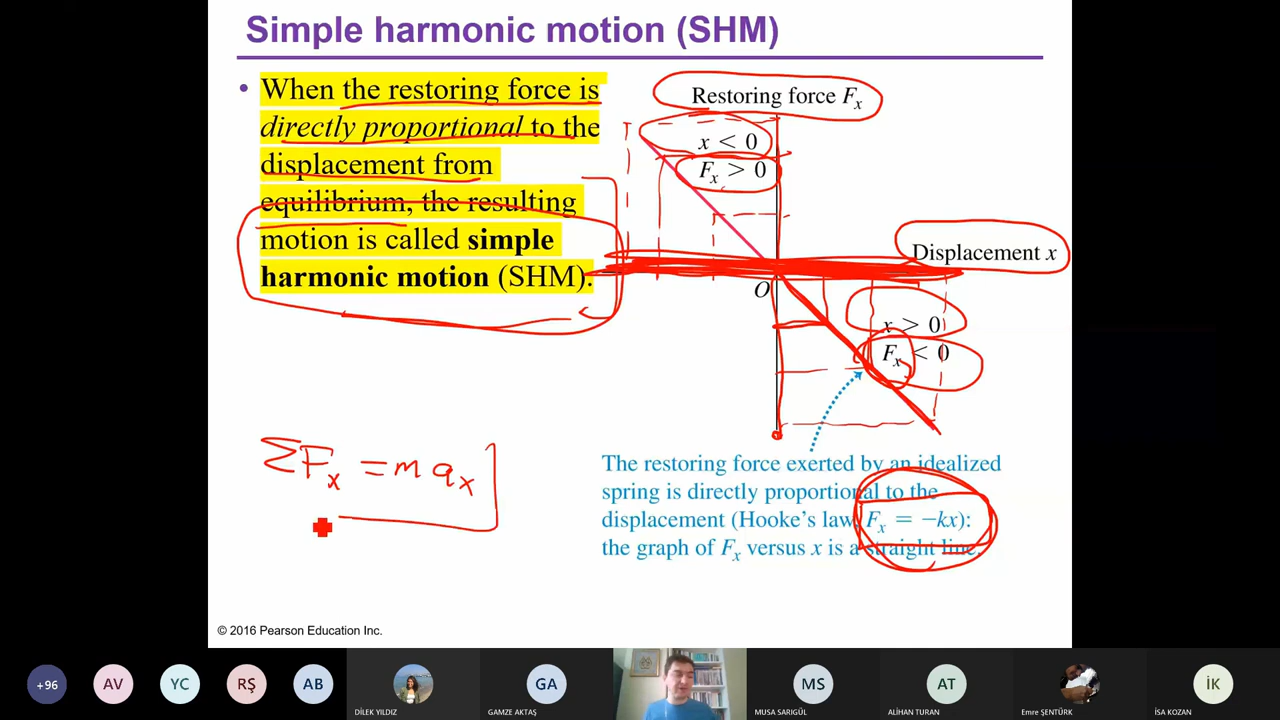 Simple harmonic motion (SHM)
• When the restoring force is
directly proportional to the
displacement from
equilibrium, the resulting
motion is called simple
harmonic motion (SHM).
Restoring force Fx
x < 0
Fx > 0
Displacement x
O
x > 0
Fx < 0
ΣFx = m ax
The restoring force exerted by an idealized
spring is directly proportional to the
displacement (Hooke's law, Fx = −kx):
the graph of Fx versus x is a straight line.
© 2016 Pearson Education Inc.
+96
AV
YC
RŞ
AB
DİLEK YILDIZ
GA
GAMZE AKTAŞ
MS
MUSA SARIGÜL
AT
ALİHAN TURAN
Emre ŞENTÜRK
İK
İSA KOZAN